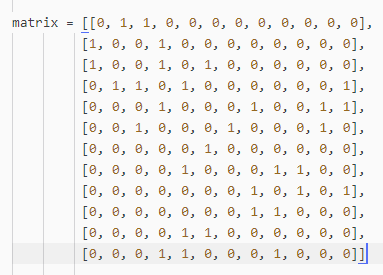 matrix = [[0, 1, 1, 0, 0, 0, 0, 0, 0, 0, 0, 0],
[1, 0, 0, 1, 0, 0, 0, 0, 0, 0, 0, 0],
[1, 0, 0, 1, 0, 1, 0, 0, 0, 0, 0, 0],
[0, 1, 1, 0, 1, 0, 0, 0, 0, 0, 0, 1],
[0, 0, 0, 1, 0, 0, 0, 1, 0, 0, 1, 1],
[0, 0, 1, 0, 0, 0, 1, 0, 0, 0, 1, 0],
[0, 0, 0, 0, 0, 1, 0, 0, 0, 0, 0, 0],
[0, 0, 0, 0, 1, 0, 0, 0, 1, 1, 0, 0],
[0, 0, 0, 0, 0, 0, 0, 1, 0, 1, 0, 1],
[0, 0, 0, 0, 0, 0, 0, 1, 1, 0, 0, 0],
[0, 0, 0, 0, 1, 1, 0, 0, 0, 0, 0, 0],
[0, 0, 0, 1, 1, 0, 0, 0, 1, 0, 0, 0]]